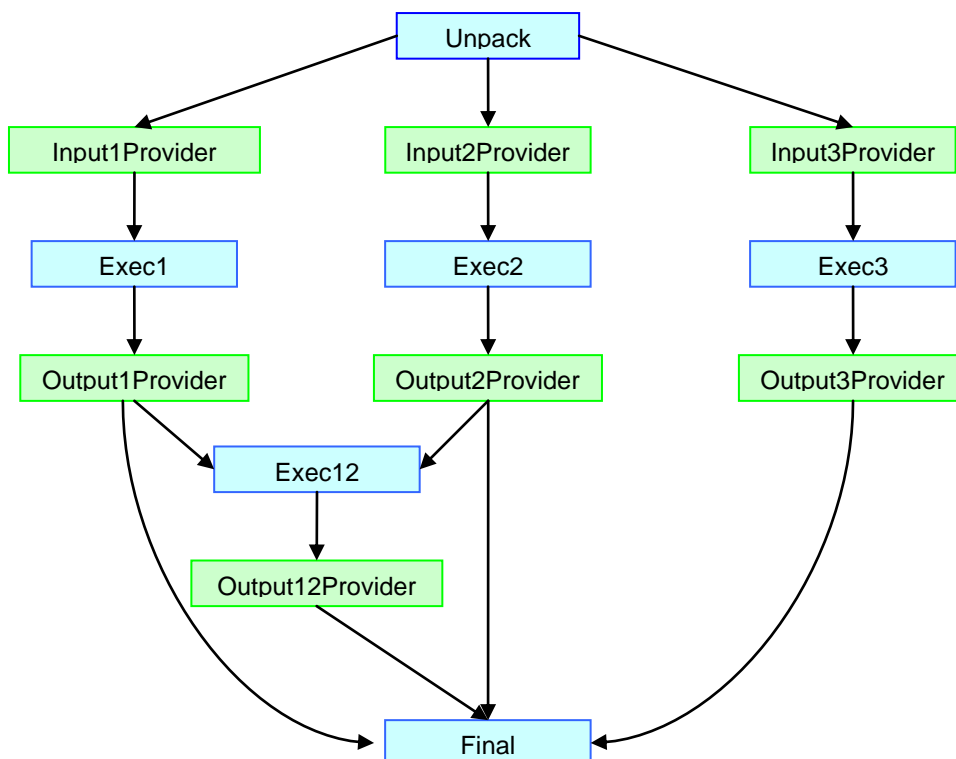 Unpack
Input1Provider
Input2Provider
Input3Provider
Exec1
Exec2
Exec3
Output1Provider
Output2Provider
Output3Provider
Exec12
Output12Provider
Final